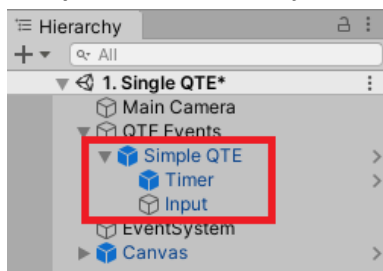 Hierarchy
All
1. Single QTE*
Main Camera
QTE Events
Simple QTE
Timer
Input
EventSystem
Canvas